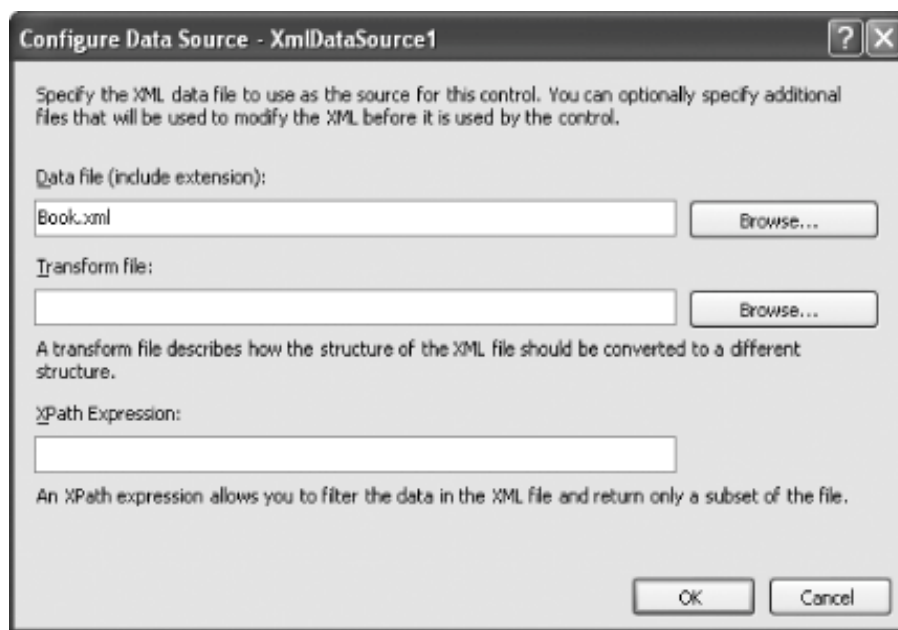 Configure Data Source - XmlDataSource1
Specify the XML data file to use as the source for this control. You can optionally specify additional
files that will be used to modify the XML before it is used by the control.
Data file (include extension):
Book.xml
Browse...
Transform file:
Browse...
A transform file describes how the structure of the XML file should be converted to a different
structure.
XPath Expression:
An XPath expression allows you to filter the data in the XML file and return only a subset of the file.
OK
Cancel